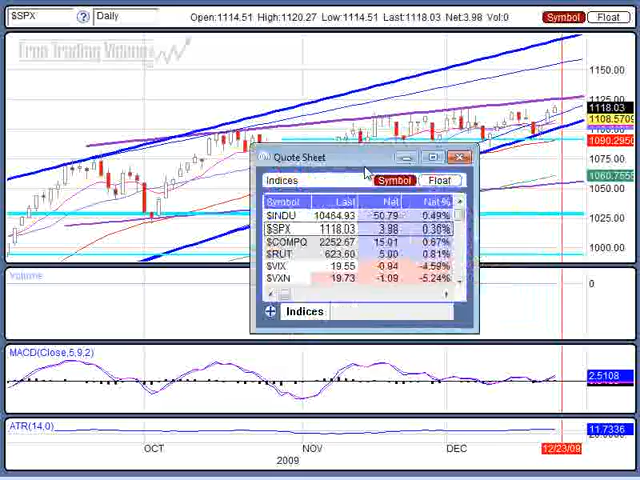 $SPX ? Daily Open:1114.51 High:1120.27 Low:1114.51 Last:1118.03 Net:3.98 Vol:0 Symbol Float
Free Trading Videos
1150.00
1125.00
1118.03
1108.5709
1090.2950
1075.00
1060.7655
1050.00
1025.00
1000.00
Quote Sheet
Indices Symbol Float
Symbol Last Net Net %
$INDU 10464.93 50.79 0.49%
$SPX 1118.03 3.98 0.36%
$COMPQ 2252.67 15.01 0.67%
$RUT 623.60 5.00 0.81%
$VIX 19.55 -0.94 -4.59%
$VXN 19.73 -1.09 -5.24%
Indices
Volume
0
MACD(Close,5,9,2)
2.5108
ATR(14,0)
11.7336
OCT NOV DEC 12/23/09
2009